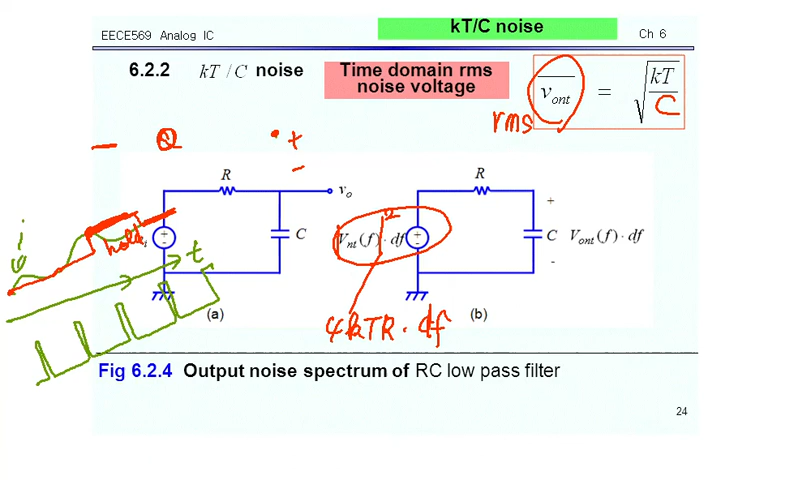 kT/C noise
EECE569 Analog IC
Ch 6
6.2.2 kT / C noise
Time domain rms
noise voltage
v_ont = √(kT/C)
rms
t
R
v_o
C
hold
i
t
(a)
R
V_nt(f)² · df
+
C V_ont(f) · df
-
4kTR · df
(b)
Fig 6.2.4 Output noise spectrum of RC low pass filter
24